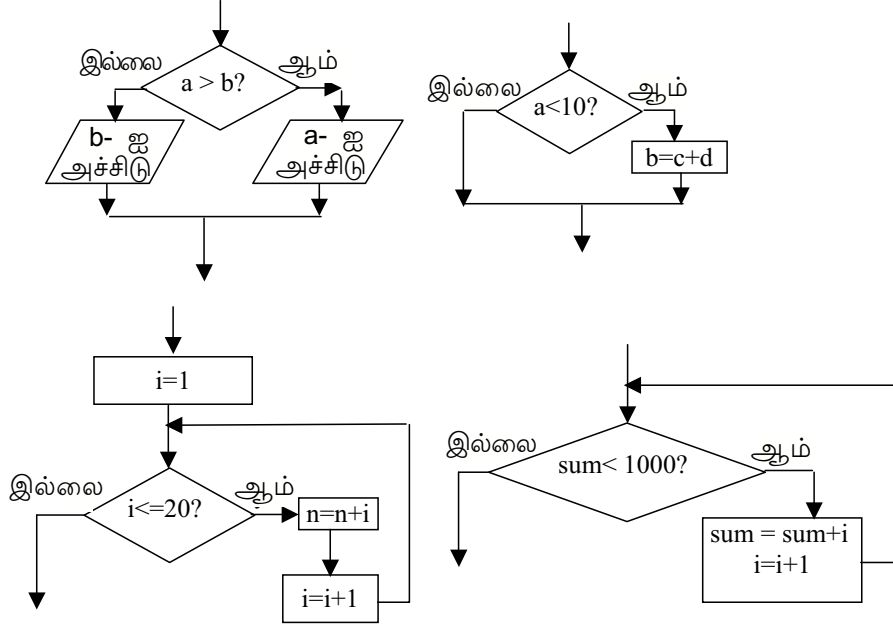 இல்லை
a > b?
ஆம்
b- ஐ
அச்சிடு
a- ஐ
அச்சிடு
இல்லை
a<10?
ஆம்
b=c+d
i=1
இல்லை
i<=20?
ஆம்
n=n+i
i=i+1
இல்லை
sum< 1000?
ஆம்
sum = sum+i
i=i+1